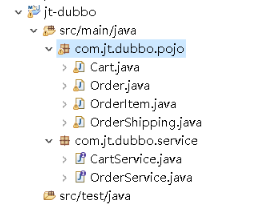 jt-dubbo
src/main/java
com.jt.dubbo.pojo
Cart.java
Order.java
OrderItem.java
OrderShipping.java
com.jt.dubbo.service
CartService.java
OrderService.java
src/test/java